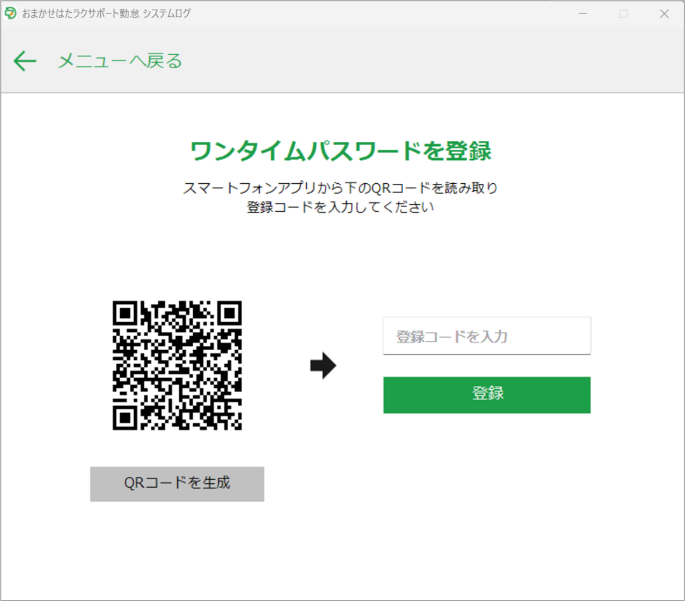 おまかせはたラクサポート勤怠 システムログ
メニューへ戻る
ワンタイムパスワードを登録
スマートフォンアプリから下のQRコードを読み取り
登録コードを入力してください
登録コードを入力
登録
QRコードを生成